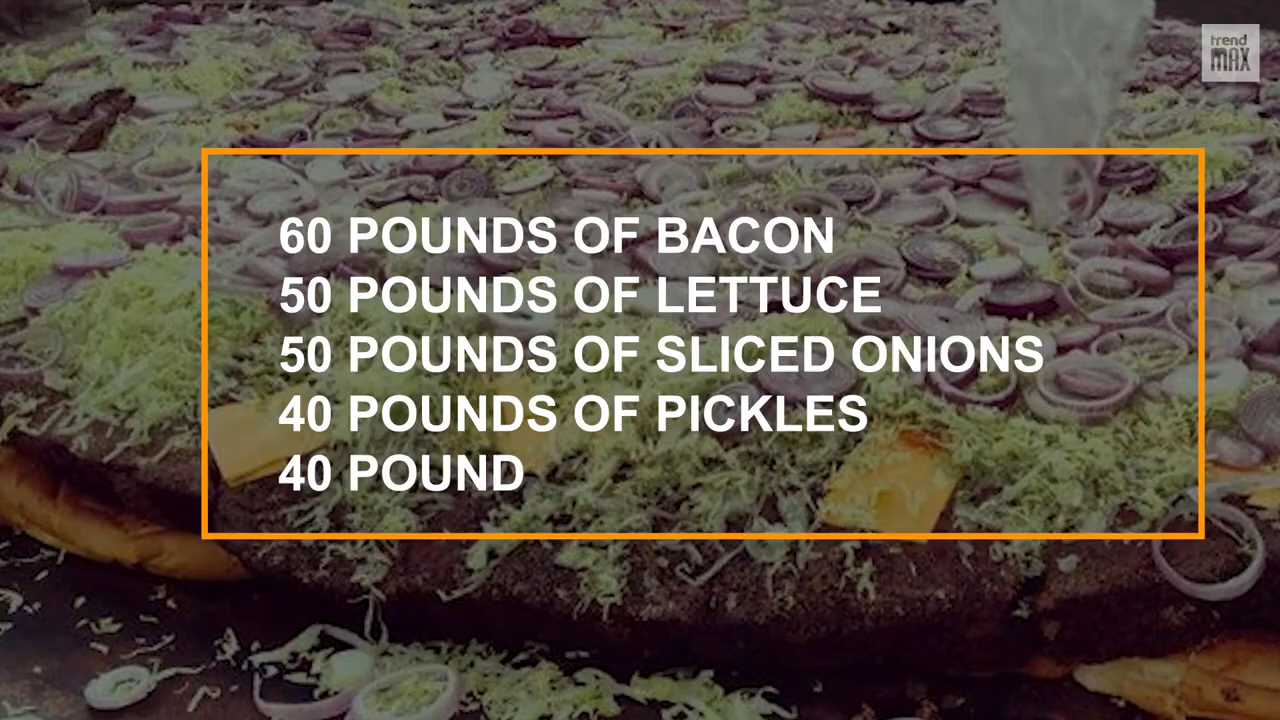 trend
MAX
60 POUNDS OF BACON
50 POUNDS OF LETTUCE
50 POUNDS OF SLICED ONIONS
40 POUNDS OF PICKLES
40 POUND